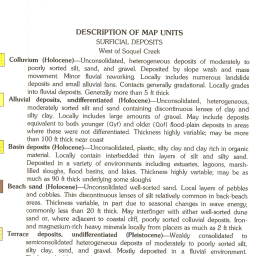 DESCRIPTION OF MAP UNITS
SURFICIAL DEPOSITS
West of Soquel Creek
Colluvium (Holocene)—Unconsolidated, heterogeneous deposits of moderately to
poorly sorted silt, sand, and gravel. Deposited by slope wash and mass
movement. Minor fluvial reworking. Locally includes numerous landslide
deposits and small alluvial fans. Contacts generally gradational. Locally grades
into fluvial deposits. Generally more than 5 ft thick
Alluvial deposits, undifferentiated (Holocene)—Unconsolidated, heterogeneous,
moderately sorted silt and sand containing discontinuous lenses of clay and
silty clay. Locally includes large amounts of gravel. May include deposits
equivalent to both younger (Qyf) and older (Qof) flood-plain deposits in areas
where these were not differentiated. Thickness highly variable; may be more
than 100 ft thick near coast
Basin deposits (Holocene)—Unconsolidated, plastic, silty clay and clay rich in organic
material. Locally contain interbedded thin layers of silt and silty sand.
Deposited in a variety of environments including estuaries, lagoons, marsh-
filled sloughs, flood basins, and lakes. Thickness highly variable; may be as
much as 90 ft thick underlying some sloughs
Beach sand (Holocene)—Unconsolidated well-sorted sand. Local layers of pebbles
and cobbles. Thin discontinuous lenses of silt relatively common in back-beach
areas. Thickness variable, in part due to seasonal changes in wave energy;
commonly less than 20 ft thick. May interfinger with either well-sorted dune
sand or, where adjacent to coastal cliff, poorly sorted colluvial deposits. Iron-
and magnesium-rich heavy minerals locally from placers as much as 2 ft thick
Terrace deposits, undifferentiated (Pleistocene)—Weakly consolidated to
semiconsolidated heterogeneous deposits of moderately to poorly sorted silt,
silty clay, sand, and gravel. Mostly deposited in a fluvial environment.